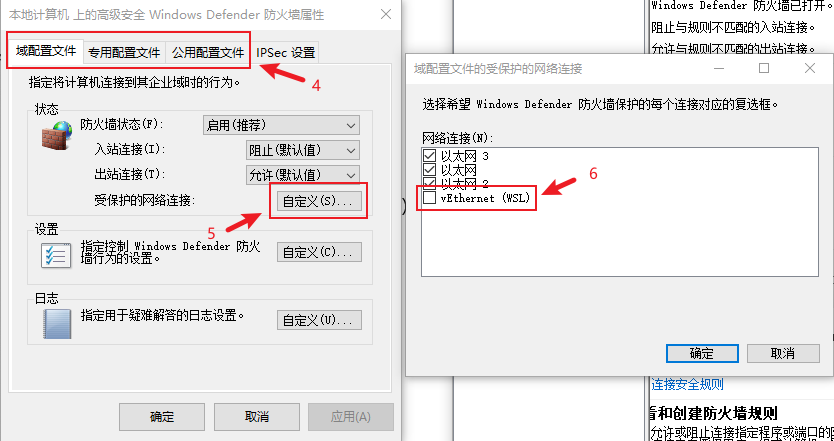 本地计算机 上的高级安全 Windows Defender 防火墙属性
域配置文件 专用配置文件 公用配置文件 IPSec 设置
4
指定将计算机连接到其企业域时的行为。
状态
防火墙状态(F): 启用(推荐)
入站连接(I): 阻止(默认值)
出站连接(T): 允许(默认值)
受保护的网络连接: 自定义(S)...
5
设置
指定控制 Windows Defender 防火
墙行为的设置。
自定义(C)...
日志
指定用于疑难解答的日志设置。
自定义(U)...
确定 取消 应用(A)
Windows Defender 防火墙已打开。
阻止与规则不匹配的入站连接。
允许与规则不匹配的出站连接。
域配置文件的受保护的网络连接
选择希望 Windows Defender 防火墙保护的每个连接对应的复选框。
网络连接(N):
以太网 3
以太网
以太网 2
vEthernet (WSL)
6
确定 取消
)
连接安全规则
看和创建防火墙规则
允许或阻止连接指定程序或端口的